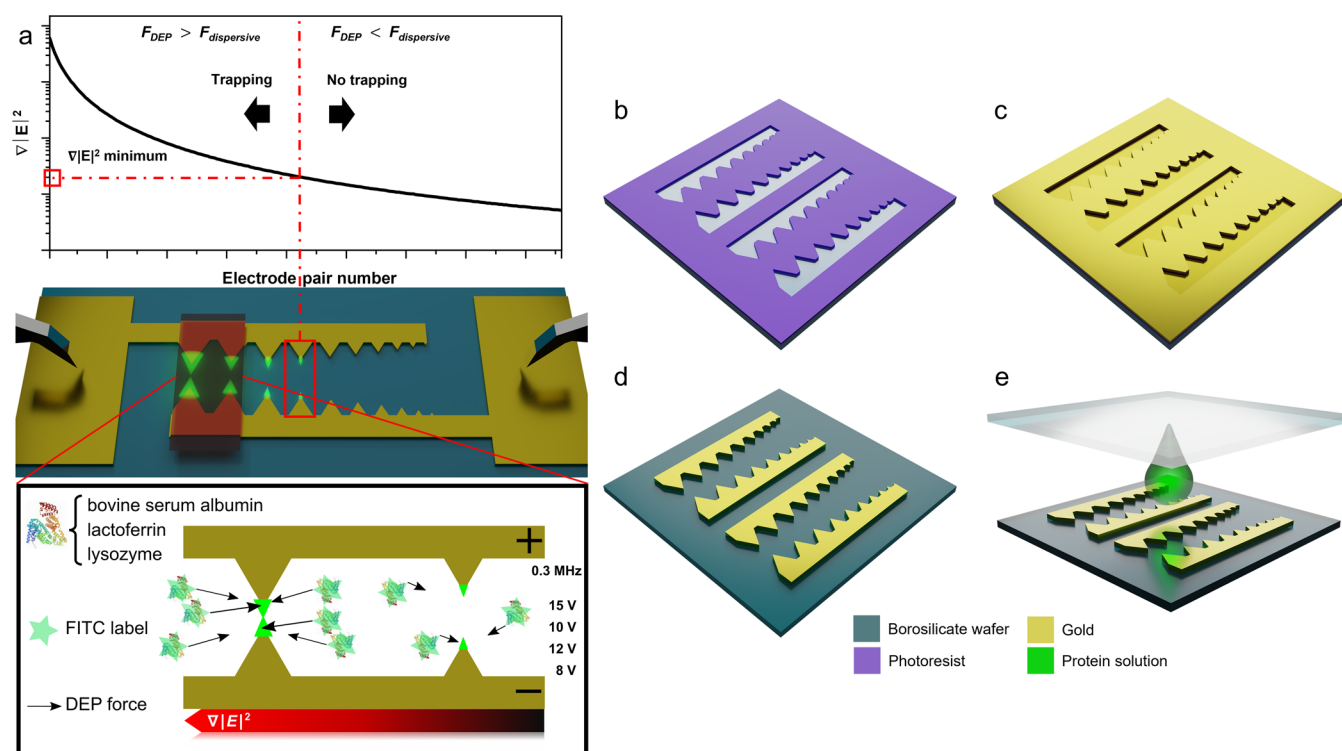 a
F_DEP > F_dispersive
F_DEP < F_dispersive
Trapping
No trapping
∇|E|²
∇|E|² minimum
Electrode pair number
bovine serum albumin
lactoferrin
lysozyme
FITC label
DEP force
+
0.3 MHz
15 V
10 V
12 V
8 V
−
∇|E|²
b
c
d
e
Borosilicate wafer
Gold
Photoresist
Protein solution